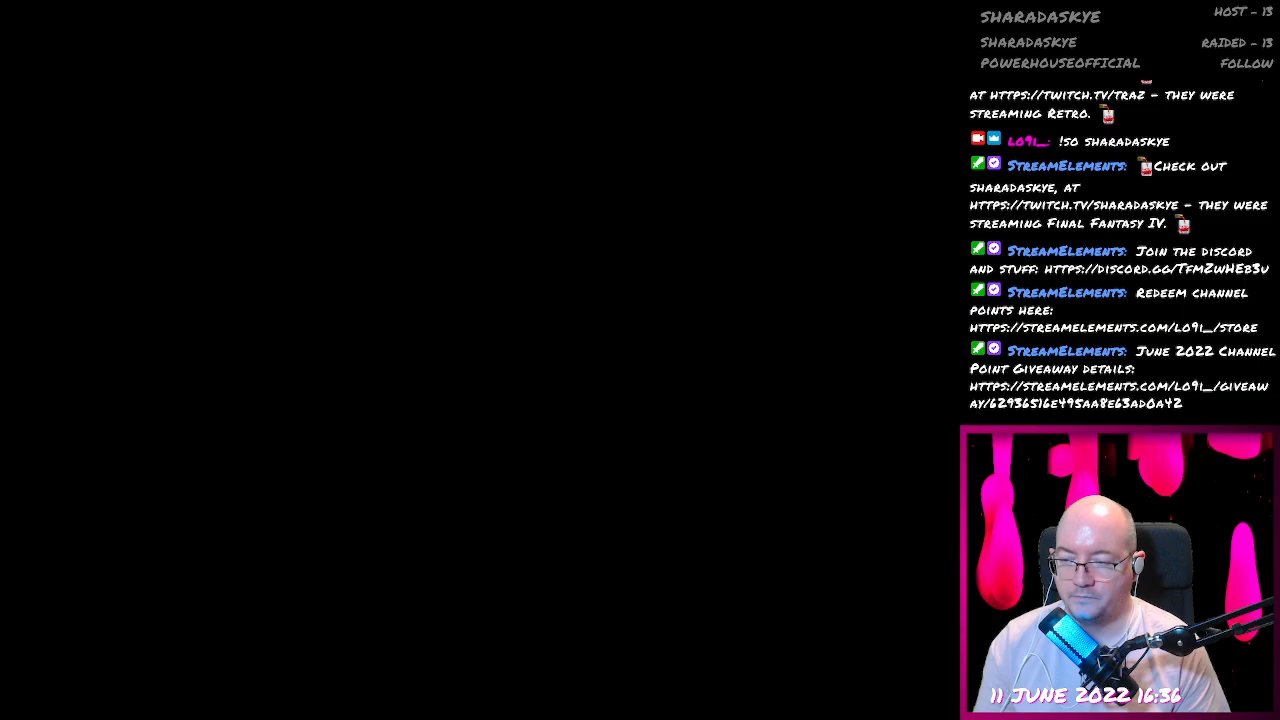 SHARADASKYE HOST - 13
SHARADASKYE RAIDED - 13
POWERHOUSEOFFICIAL FOLLOW
AT HTTPS://TWITCH.TV/TRAZ - THEY WERE
STREAMING RETRO.
LO9I_: !SO SHARADASKYE
STREAMELEMENTS: CHECK OUT
SHARADASKYE, AT
HTTPS://TWITCH.TV/SHARADASKYE - THEY WERE
STREAMING FINAL FANTASY IV.
STREAMELEMENTS: JOIN THE DISCORD
AND STUFF: HTTPS://DISCORD.GG/TFMZWHE83U
STREAMELEMENTS: REDEEM CHANNEL
POINTS HERE:
HTTPS://STREAMELEMENTS.COM/LO9I_/STORE
STREAMELEMENTS: JUNE 2022 CHANNEL
POINT GIVEAWAY DETAILS:
HTTPS://STREAMELEMENTS.COM/LO9I_/GIVEAW
AY/62936516E495AA8E63AD0A42
11 JUNE 2022 16:36